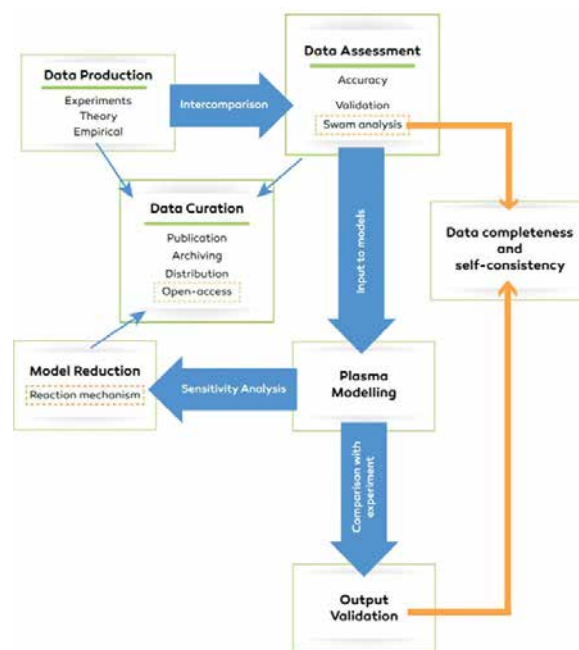 Data Production
Experiments
Theory
Empirical
Intercomparison
Data Assessment
Accuracy
Validation
Swam analysis
Data Curation
Publication
Archiving
Distribution
Open-access
Input to models
Data completeness
and
self-consistency
Model Reduction
Reaction mechanism
Sensitivity Analysis
Plasma
Modelling
Comparison with
experiment
Output
Validation